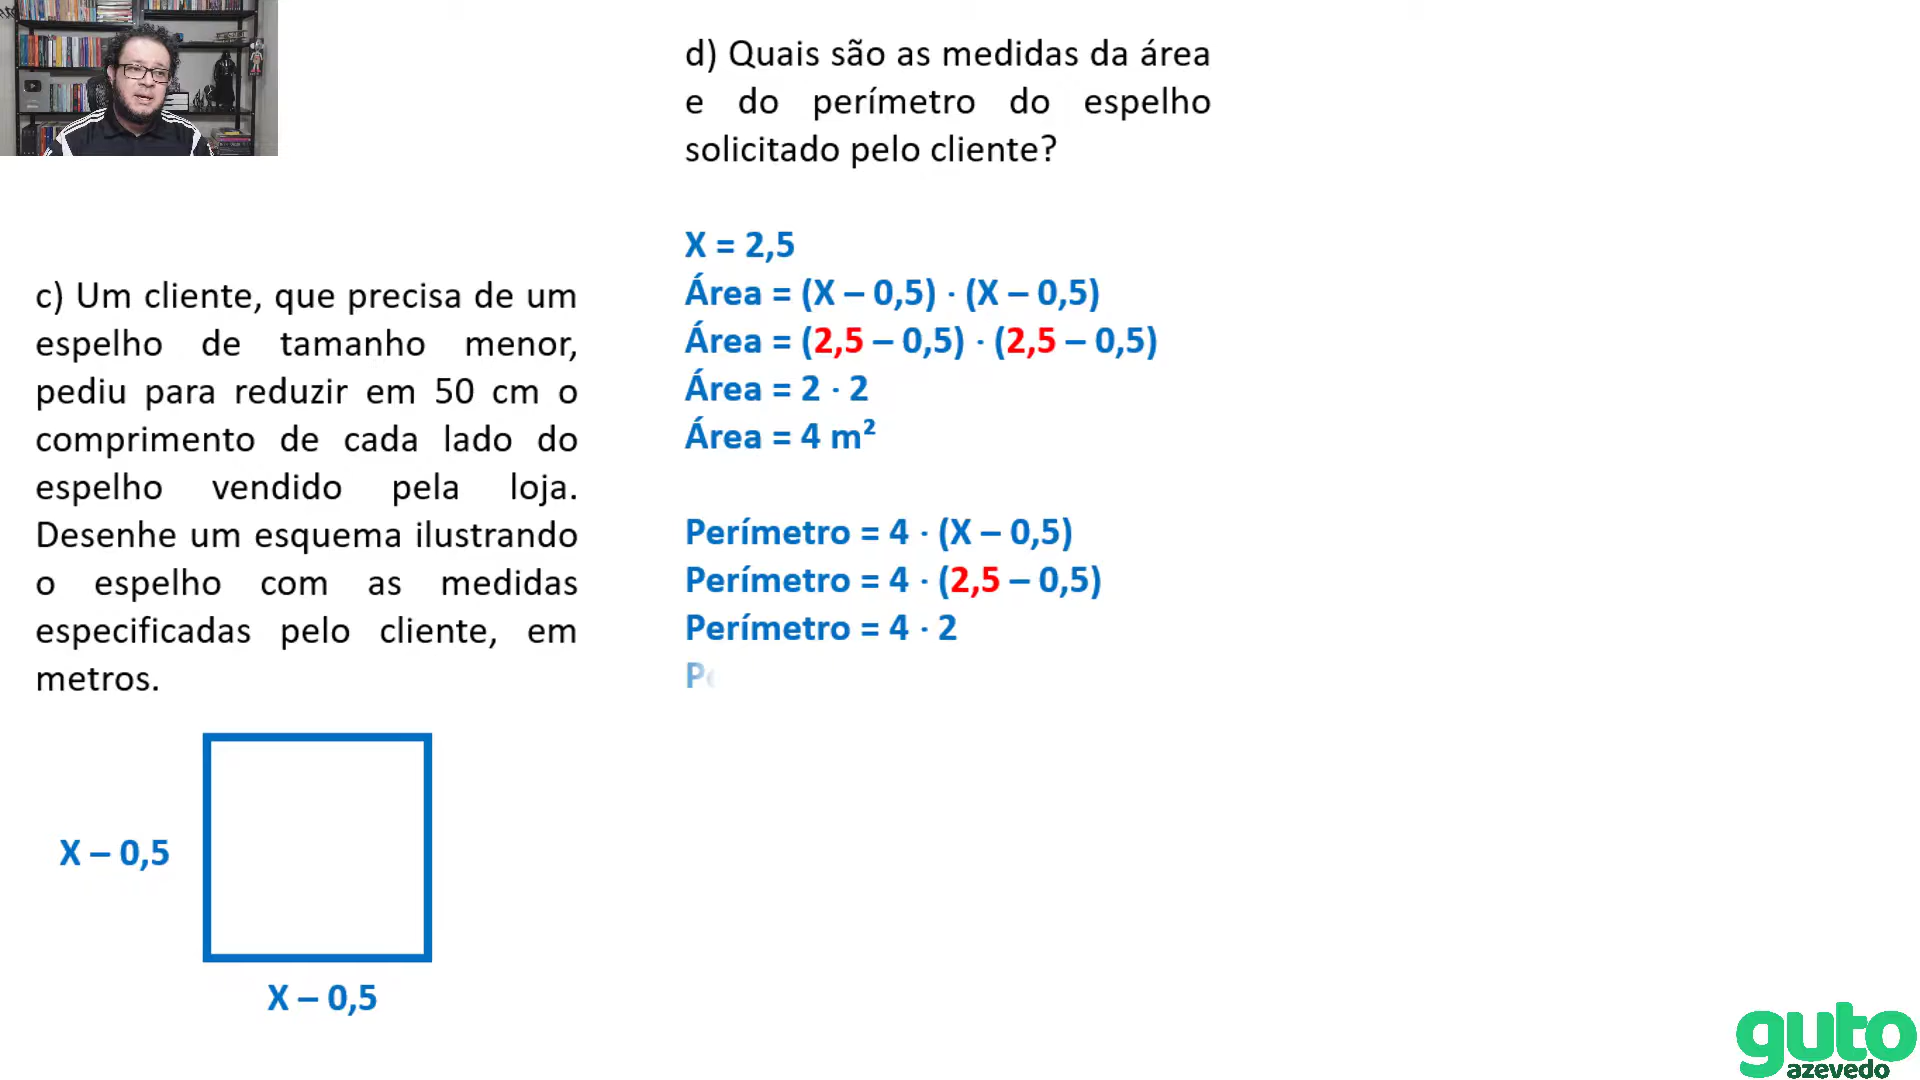 c) Um cliente, que precisa de um
espelho de tamanho menor,
pediu para reduzir em 50 cm o
comprimento de cada lado do
espelho vendido pela loja.
Desenhe um esquema ilustrando
o espelho com as medidas
especificadas pelo cliente, em
metros.
X – 0,5
X – 0,5
d) Quais são as medidas da área
e do perímetro do espelho
solicitado pelo cliente?
X = 2,5
Área = (X – 0,5) · (X – 0,5)
Área = (2,5 – 0,5) · (2,5 – 0,5)
Área = 2 · 2
Área = 4 m²
Perímetro = 4 · (X – 0,5)
Perímetro = 4 · (2,5 – 0,5)
Perímetro = 4 · 2
P
guto
azevedo